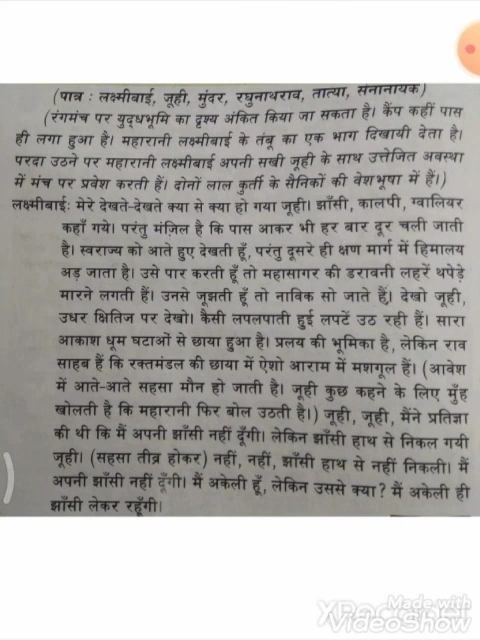 (पात्र : लक्ष्मीबाई, जूही, मुंदर, रघुनाथराव, तात्या, सेनानायक)
(रंगमंच पर युद्धभूमि का दृश्य अंकित किया जा सकता है। कैंप कहीं पास
ही लगा हुआ है। महारानी लक्ष्मीबाई के तंबू का एक भाग दिखायी देता है।
परदा उठने पर महारानी लक्ष्मीबाई अपनी सखी जूही के साथ उत्तेजित अवस्था
में मंच पर प्रवेश करती हैं। दोनों लाल कुर्ती के सैनिकों की वेशभूषा में हैं।)
लक्ष्मीबाईः मेरे देखते-देखते क्या से क्या हो गया जूही। झाँसी, कालपी, ग्वालियर
कहाँ गये। परंतु मंज़िल है कि पास आकर भी हर बार दूर चली जाती
है। स्वराज्य को आते हुए देखती हूँ, परंतु दूसरे ही क्षण मार्ग में हिमालय
अड़ जाता है। उसे पार करती हूँ तो महासागर की डरावनी लहरें थपेड़े
मारने लगती हैं। उनसे जूझती हूँ तो नाविक सो जाते हैं। देखो जूही,
उधर क्षितिज पर देखो। कैसी लपलपाती हुई लपटें उठ रही हैं। सारा
आकाश धूम घटाओं से छाया हुआ है। प्रलय की भूमिका है, लेकिन राव
साहब हैं कि रक्तमंडल की छाया में ऐशो आराम में मशगूल हैं। (आवेश
में आते-आते सहसा मौन हो जाती है। जूही कुछ कहने के लिए मुँह
खोलती है कि महारानी फिर बोल उठती है।) जूही, जूही, मैंने प्रतिज्ञा
की थी कि मैं अपनी झाँसी नहीं दूँगी। लेकिन झाँसी हाथ से निकल गयी
जूही। (सहसा तीव्र होकर) नहीं, नहीं, झाँसी हाथ से नहीं निकली। मैं
अपनी झाँसी नहीं दूँगी। मैं अकेली हूँ, लेकिन उससे क्या? मैं अकेली ही
झाँसी लेकर रहूँगी।
Made with
VideoShow